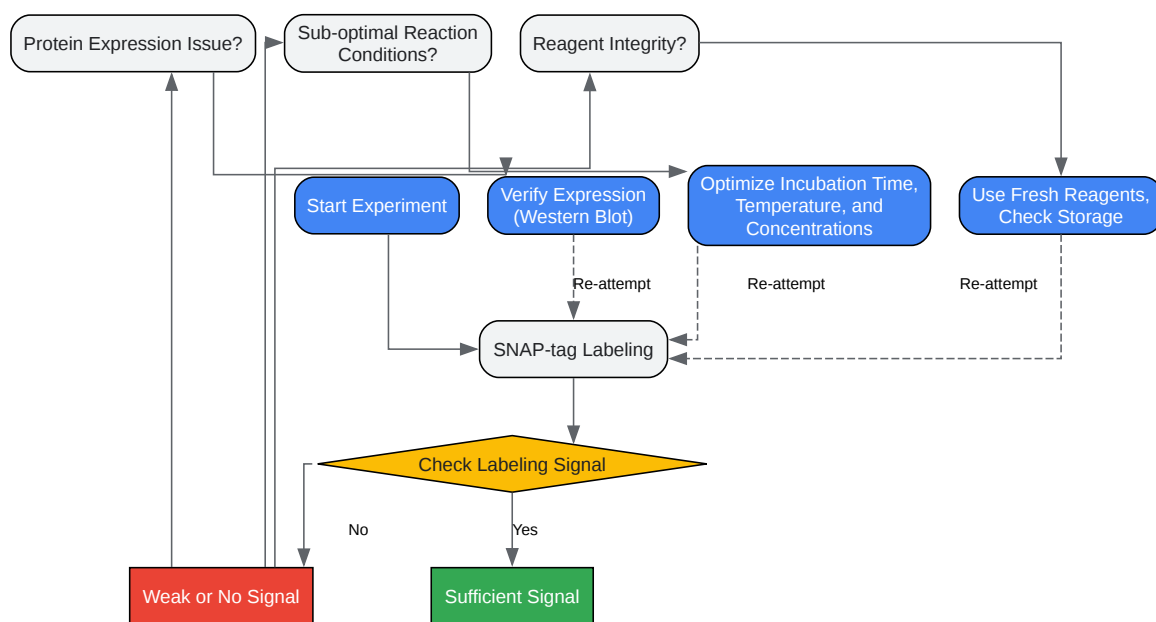 Protein Expression Issue?
Sub-optimal Reaction
Conditions?
Reagent Integrity?
Start Experiment
Verify Expression
(Western Blot)
Optimize Incubation Time,
Temperature, and
Concentrations
Use Fresh Reagents,
Check Storage
Re-attempt
Re-attempt
Re-attempt
SNAP-tag Labeling
Check Labeling Signal
No
Yes
Weak or No Signal
Sufficient Signal